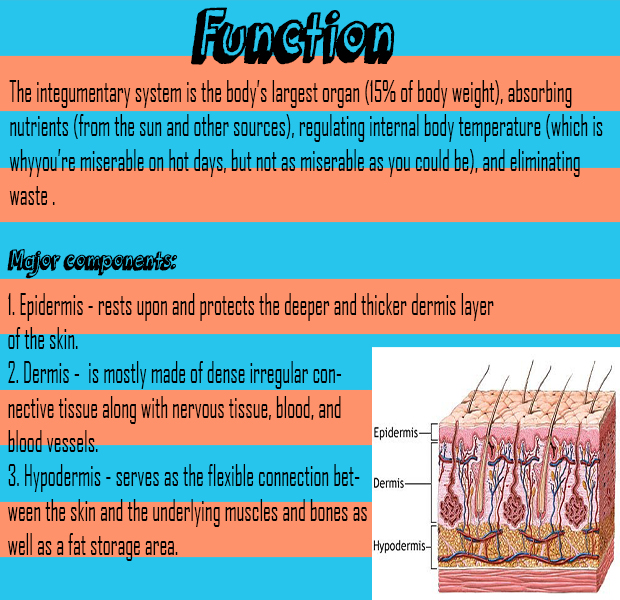 Function
The integumentary system is the body's largest organ (15% of body weight), absorbing
nutrients (from the sun and other sources), regulating internal body temperature (which is
whyyou're miserable on hot days, but not as miserable as you could be), and eliminating
waste .
Major components:
1. Epidermis - rests upon and protects the deeper and thicker dermis layer
of the skin.
2. Dermis - is mostly made of dense irregular con-
nective tissue along with nervous tissue, blood, and
blood vessels.
3. Hypodermis - serves as the flexible connection bet-
ween the skin and the underlying muscles and bones as
well as a fat storage area.
Epidermis
Dermis
Hypodermis